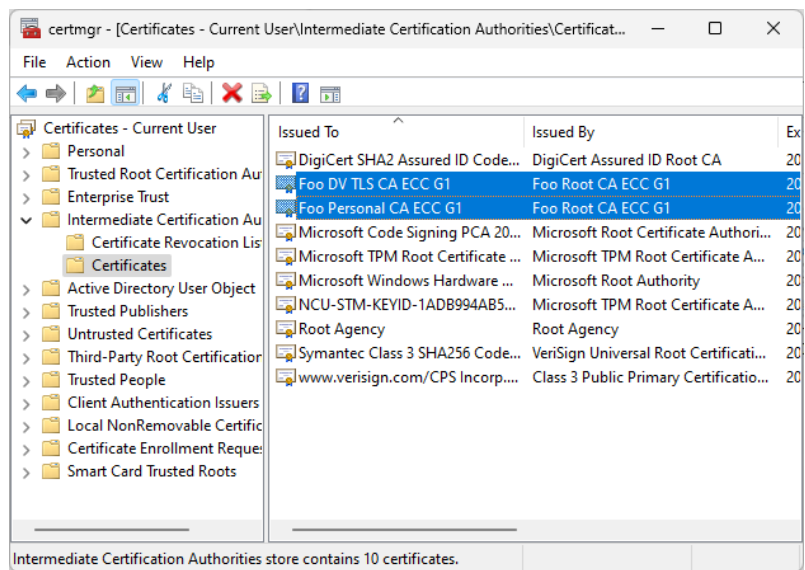 certmgr - [Certificates - Current User\Intermediate Certification Authorities\Certificat...
File Action View Help
Certificates - Current User
Personal
Trusted Root Certification Au
Enterprise Trust
Intermediate Certification Au
Certificate Revocation Lis
Certificates
Active Directory User Object
Trusted Publishers
Untrusted Certificates
Third-Party Root Certification
Trusted People
Client Authentication Issuers
Local NonRemovable Certific
Certificate Enrollment Reque
Smart Card Trusted Roots
Issued To Issued By Ex
DigiCert SHA2 Assured ID Code... DigiCert Assured ID Root CA 20
Foo DV TLS CA ECC G1 Foo Root CA ECC G1 20
Foo Personal CA ECC G1 Foo Root CA ECC G1 20
Microsoft Code Signing PCA 20... Microsoft Root Certificate Authori... 20
Microsoft TPM Root Certificate ... Microsoft TPM Root Certificate A... 20
Microsoft Windows Hardware ... Microsoft Root Authority 20
NCU-STM-KEYID-1ADB994AB5... Microsoft TPM Root Certificate A... 20
Root Agency Root Agency 20
Symantec Class 3 SHA256 Code... VeriSign Universal Root Certificati... 20
www.verisign.com/CPS Incorp.... Class 3 Public Primary Certificatio... 20
Intermediate Certification Authorities store contains 10 certificates.